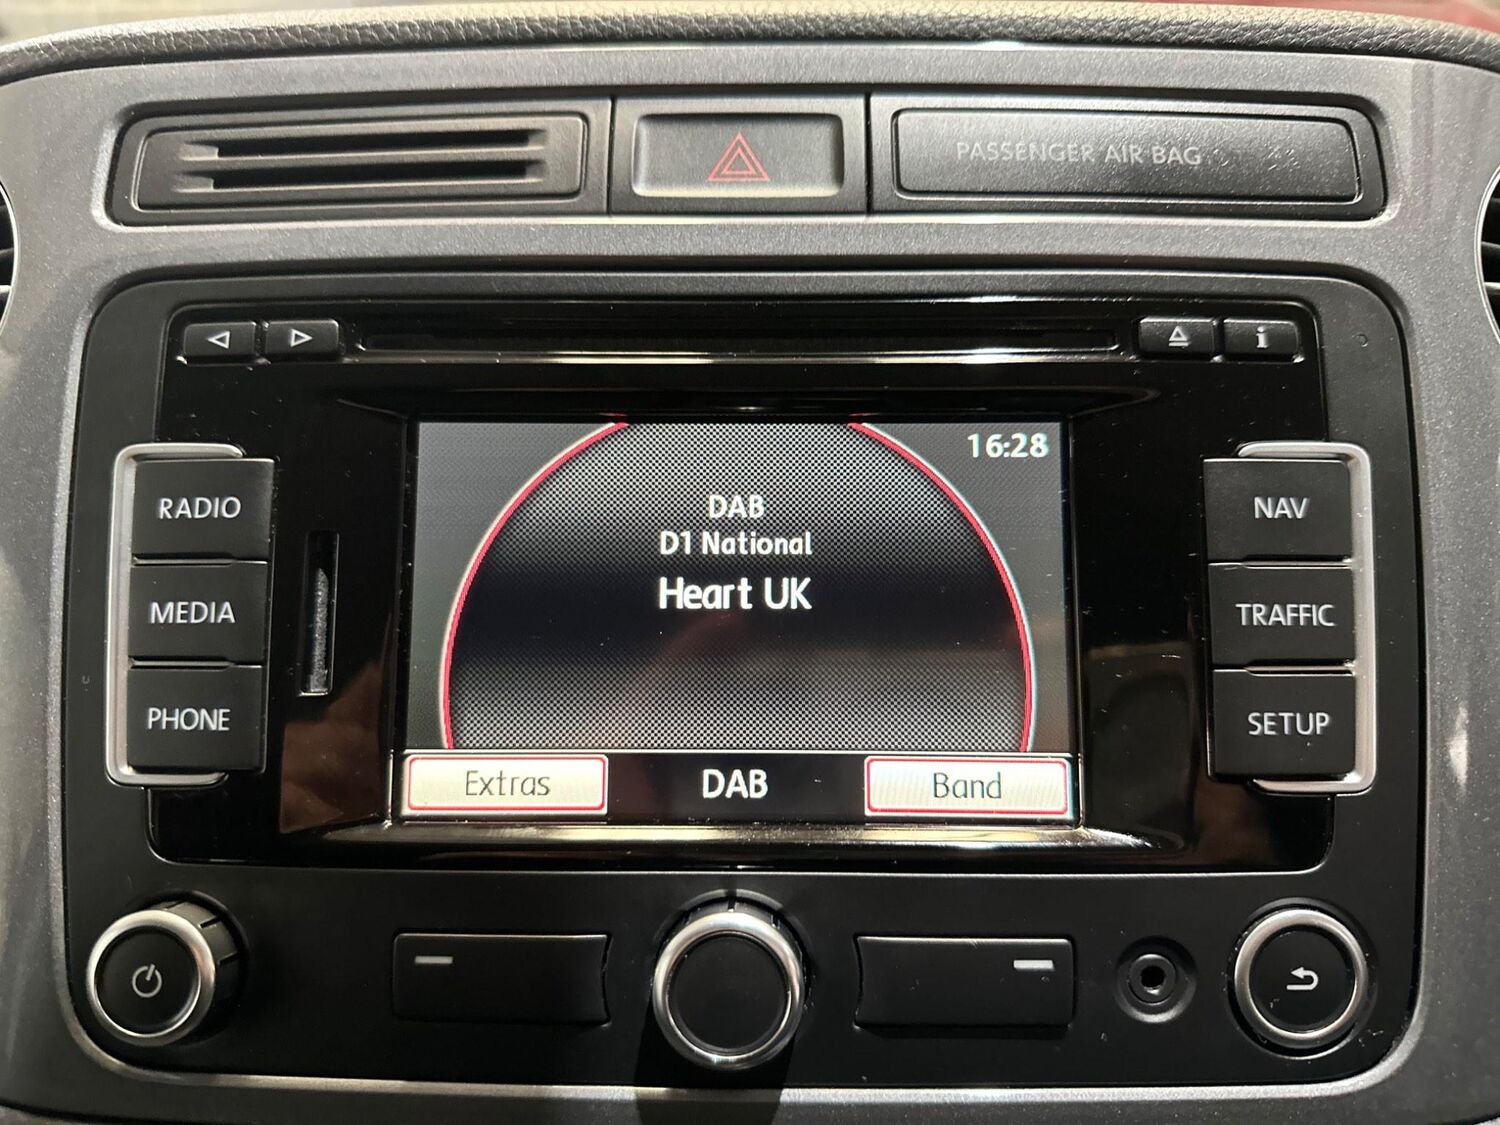 PASSENGER AIR BAG
i
16:28
RADIO
DAB
NAV
D1 National
Heart UK
MEDIA
TRAFFIC
PHONE
SETUP
Extras
DAB
Band